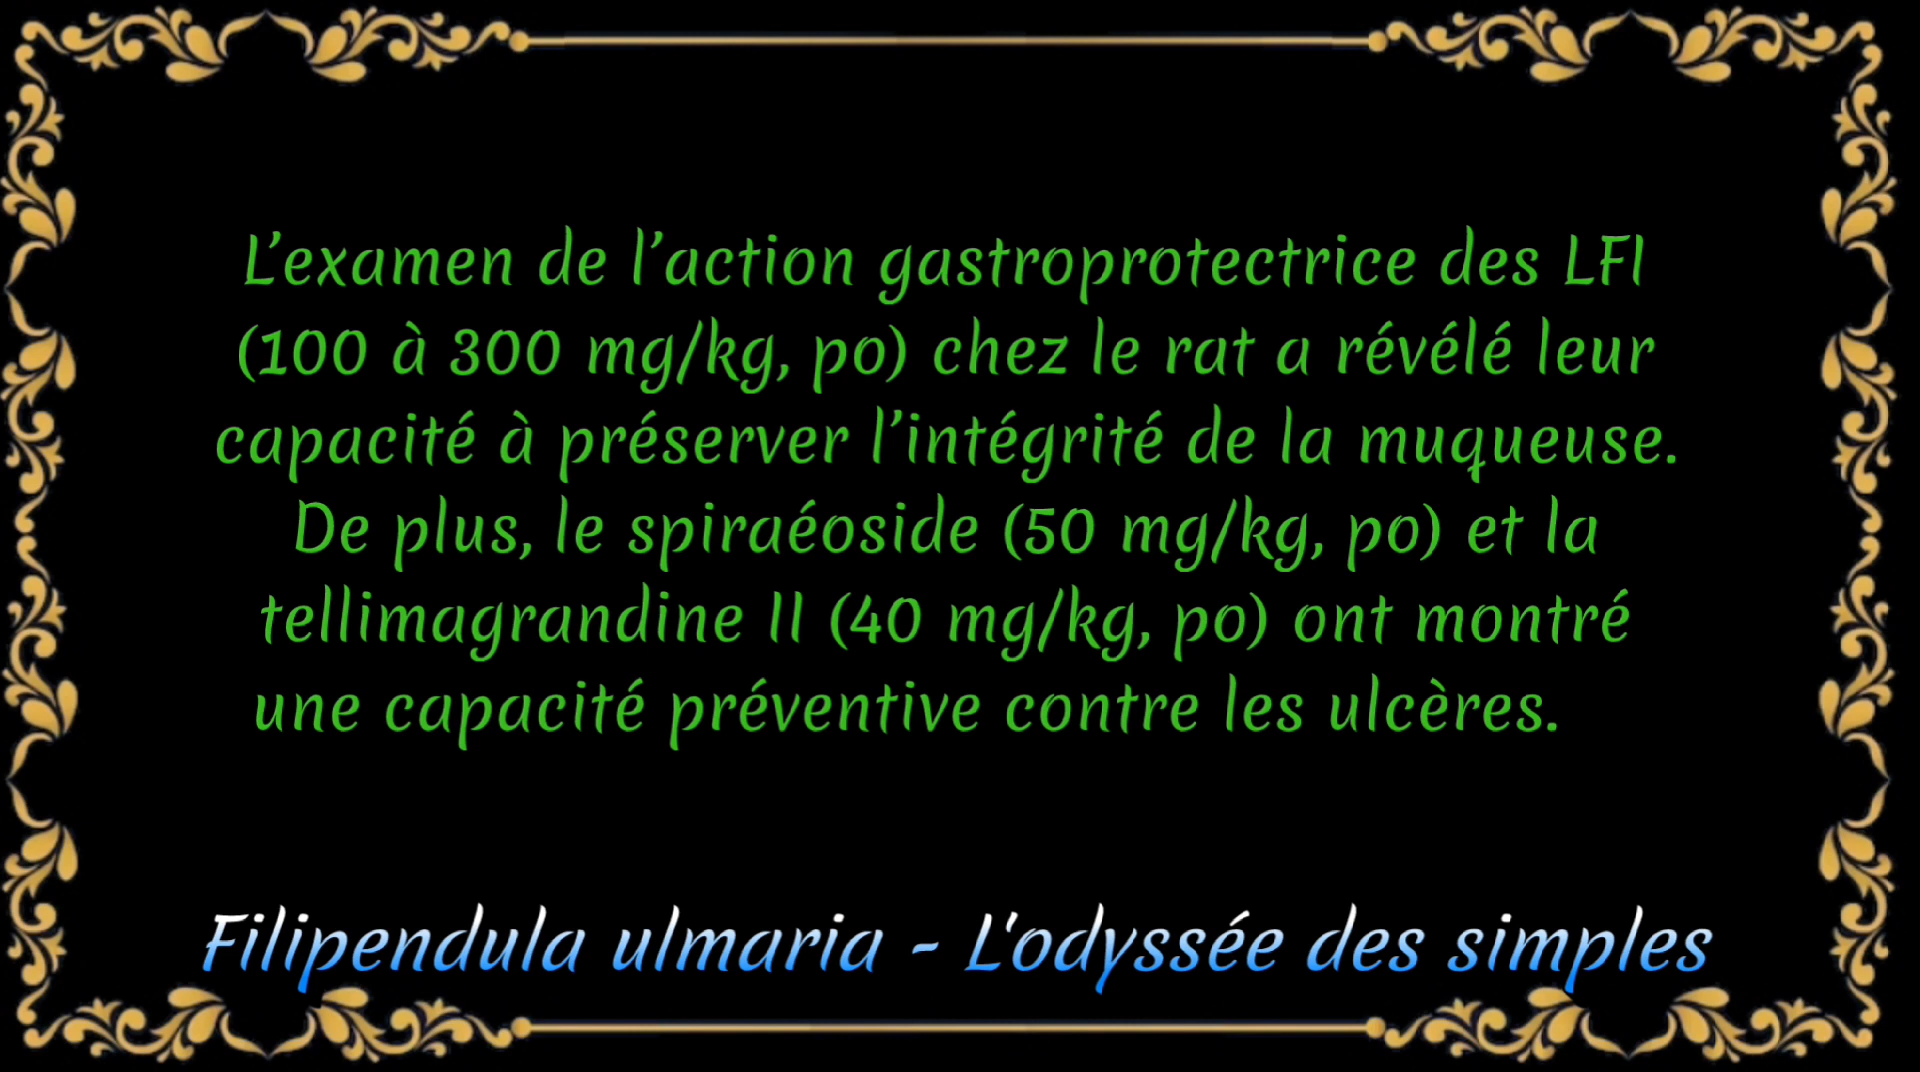 L’examen de l’action gastroprotectrice des LFl
(100 à 300 mg/kg, po) chez le rat a révélé leur
capacité à préserver l’intégrité de la muqueuse.
De plus, le spiraéoside (50 mg/kg, po) et la
tellimagrandine II (40 mg/kg, po) ont montré
une capacité préventive contre les ulcères.
Filipendula ulmaria - L'odyssée des simples